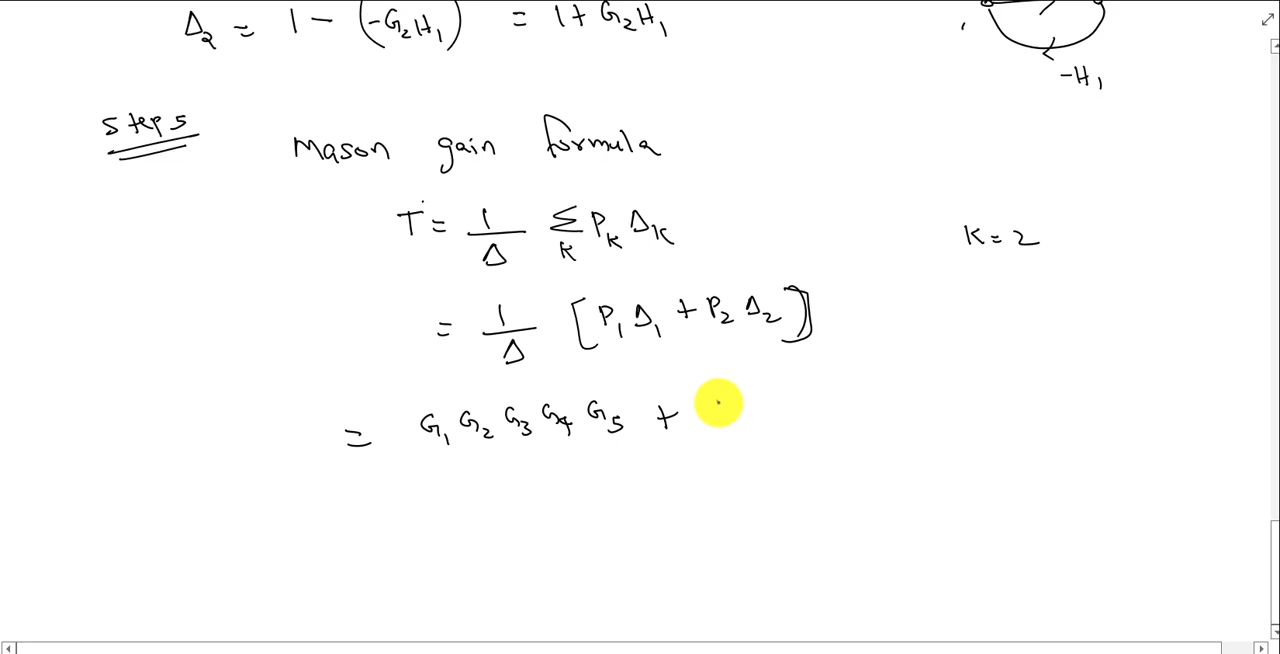 Δ₂ = 1 - (-G₂H₁) = 1 + G₂H₁
-H₁
Step 5
mason gain formula
T = 1/Δ Σ_K P_K Δ_K
K = 2
= 1/Δ [P₁ Δ₁ + P₂ Δ₂]
= G₁ G₂ G₃ G₄ G₅ +